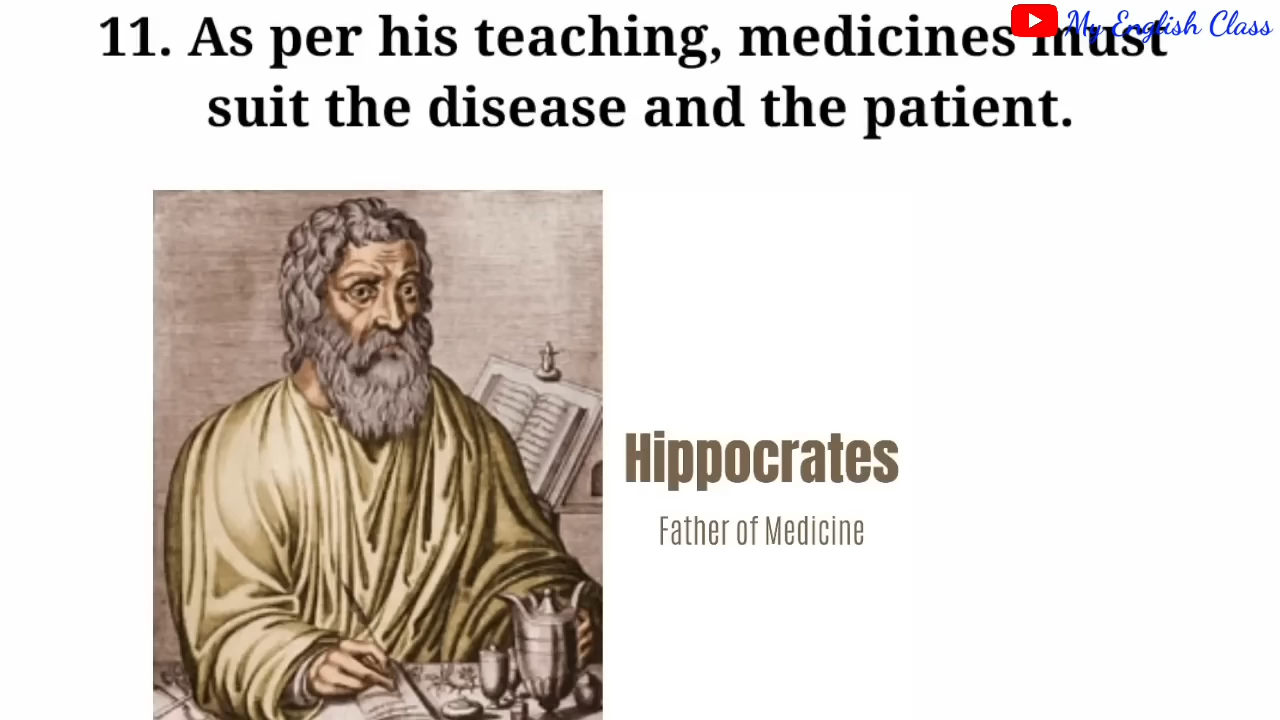 11. As per his teaching, medicines must
suit the disease and the patient.
My English Class
Hippocrates
Father of Medicine